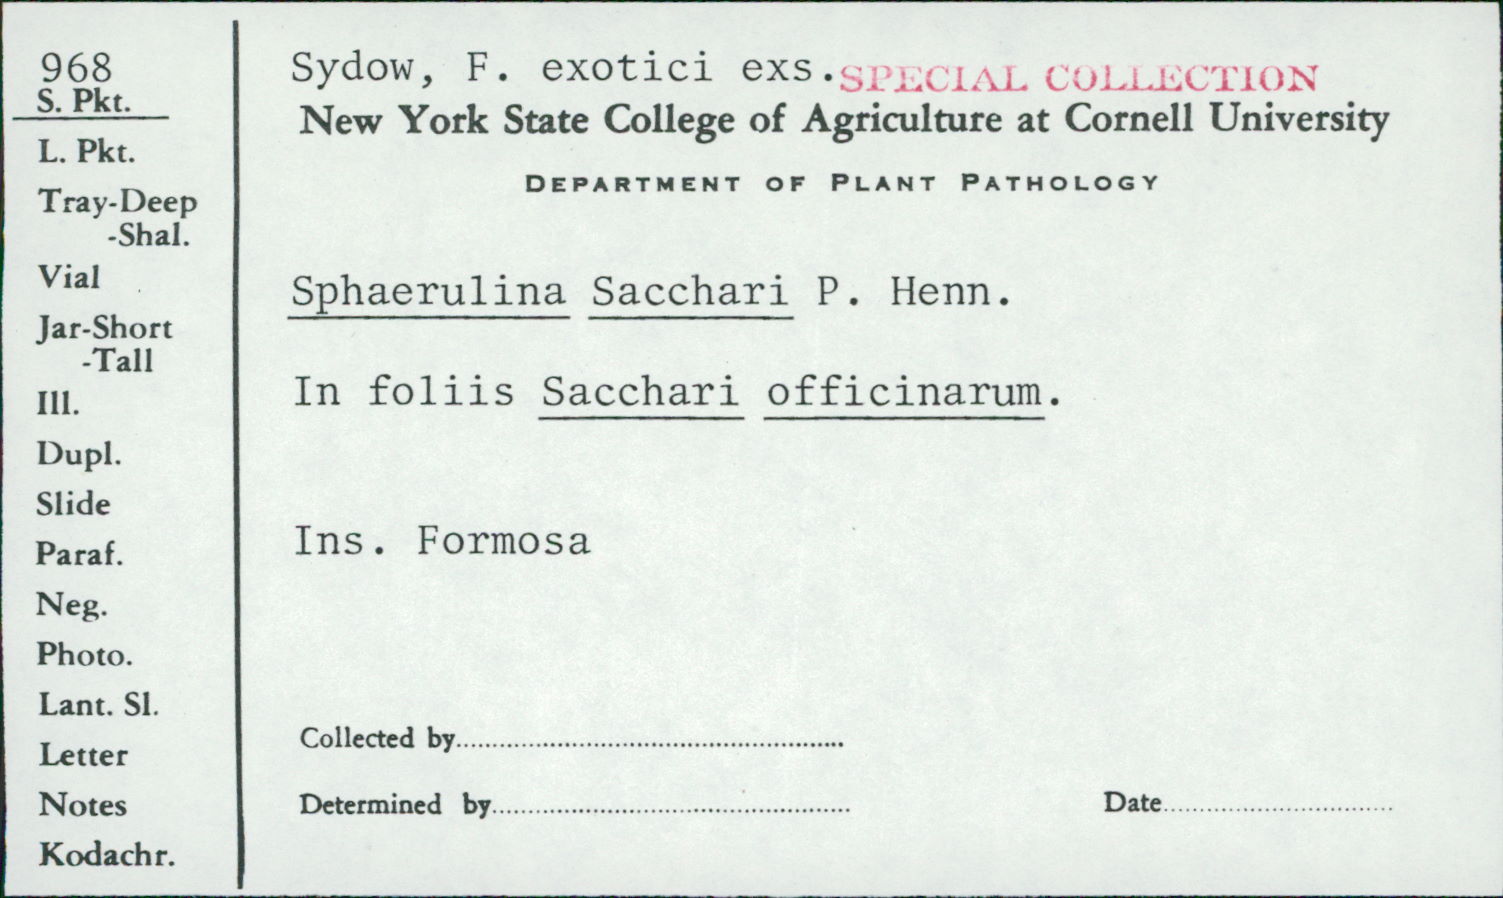 968
S. Pkt.
L. Pkt.
Tray-Deep
-Shal.
Vial
Jar-Short
-Tall
Ill.
Dupl.
Slide
Paraf.
Neg.
Photo.
Lant. Sl.
Letter
Notes
Kodachr.
Sydow, F. exotici exs. SPECIAL COLLECTION
New York State College of Agriculture at Cornell University
DEPARTMENT OF PLANT PATHOLOGY
Sphaerulina Sacchari P. Henn.
In foliis Sacchari officinarum.
Ins. Formosa
Collected by
Determined by
Date